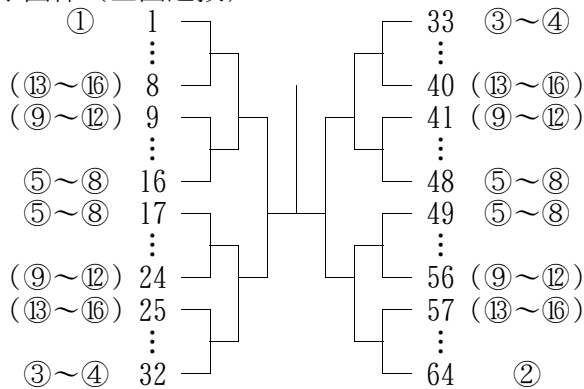 ① 1 33 ③～④
⋮ ⋮
(⑬～⑯) 8 40 (⑬～⑯)
(⑨～⑫) 9 41 (⑨～⑫)
⋮ ⋮
⑤～⑧ 16 48 ⑤～⑧
⑤～⑧ 17 49 ⑤～⑧
⋮ ⋮
(⑨～⑫) 24 56 (⑨～⑫)
(⑬～⑯) 25 57 (⑬～⑯)
⋮ ⋮
③～④ 32 64 ②